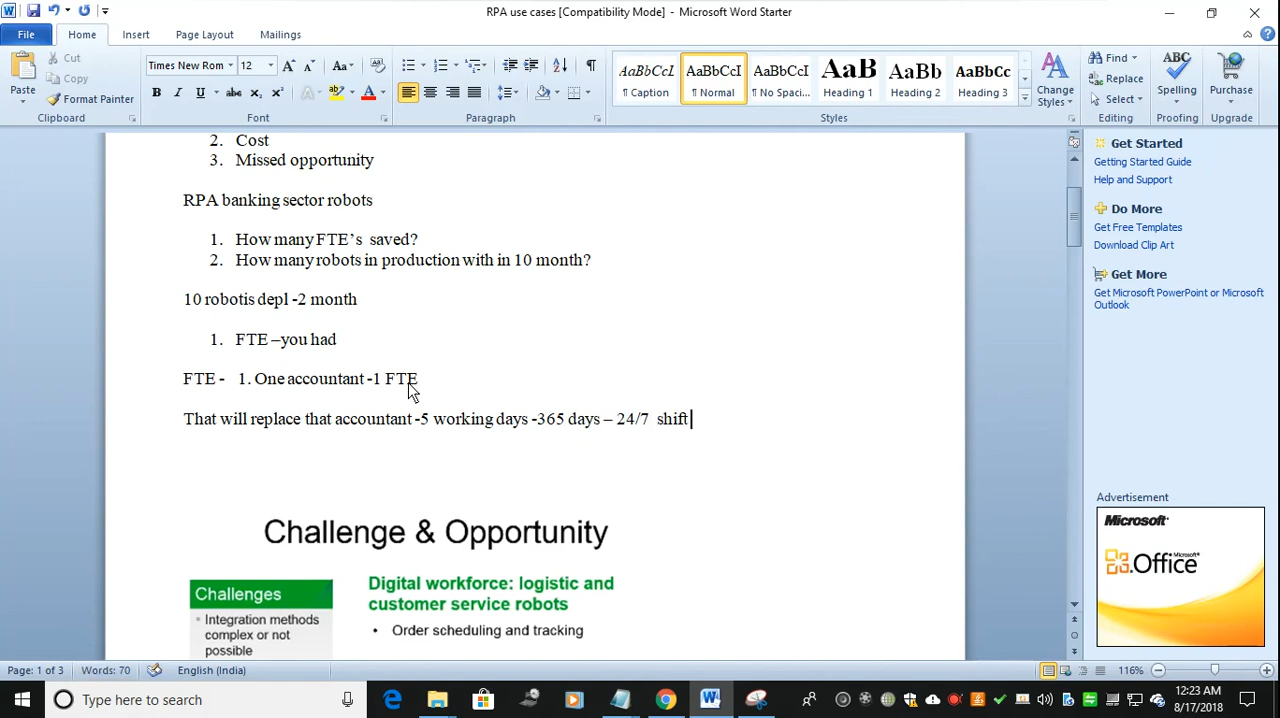 RPA use cases [Compatibility Mode] - Microsoft Word Starter
File Home Insert Page Layout Mailings
Paste
Cut
Copy
Format Painter
Clipboard
Times New Rom 12
Font
Paragraph
AaBbCcI AaBbCcI AaBbCcI AaB AaBb AaBbCc
¶ Caption ¶ Normal ¶ No Spaci... Heading 1 Heading 2 Heading 3
Change Styles
Styles
Find
Replace
Select
Editing
ABC
Spelling
Proofing
Purchase
Upgrade
2. Cost
3. Missed opportunity
RPA banking sector robots
1. How many FTE’s saved?
2. How many robots in production with in 10 month?
10 robotis depl -2 month
1. FTE –you had
FTE - 1. One accountant -1 FTE
That will replace that accountant -5 working days -365 days – 24/7 shift
Challenge & Opportunity
Challenges
• Integration methods
complex or not
possible
Digital workforce: logistic and
customer service robots
• Order scheduling and tracking
Get Started
Getting Started Guide
Help and Support
Do More
Get Free Templates
Download Clip Art
Get More
Get Microsoft PowerPoint or Microsoft
Outlook
Advertisement
Microsoft
Microsoft
Office
Page: 1 of 3 Words: 70 English (India) 116%
Type here to search
12:23 AM
8/17/2018